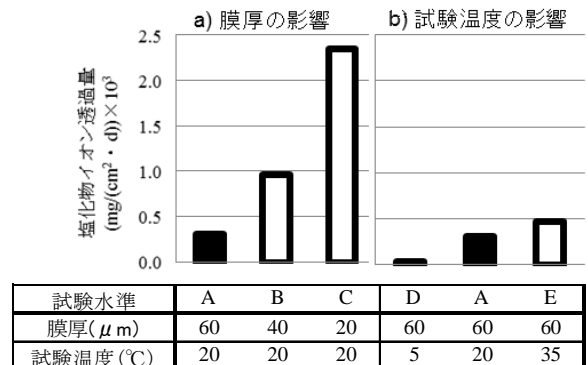 a) 膜厚の影響
b) 試験温度の影響
塩化物イオン透過量
(mg/(cm²・d))×10³
2.5
2.0
1.5
1.0
0.5
0.0
試験水準 A B C D A E
膜厚(μm) 60 40 20 60 60 60
試験温度(℃) 20 20 20 5 20 35